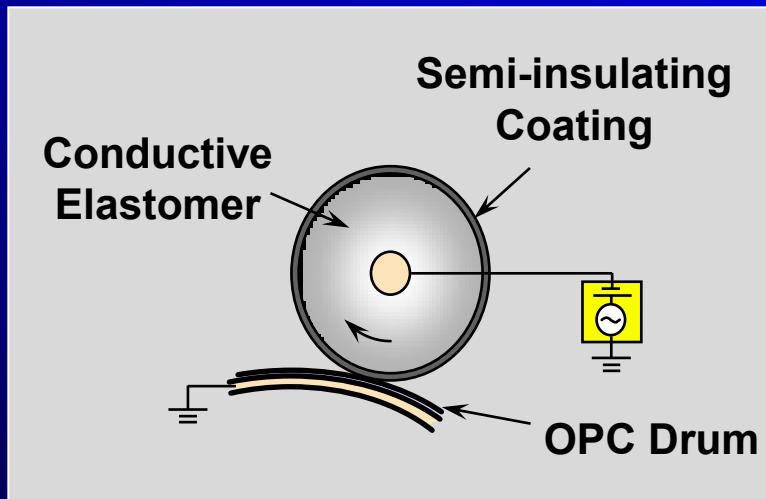 Semi-insulating
Coating
Conductive
Elastomer
OPC Drum